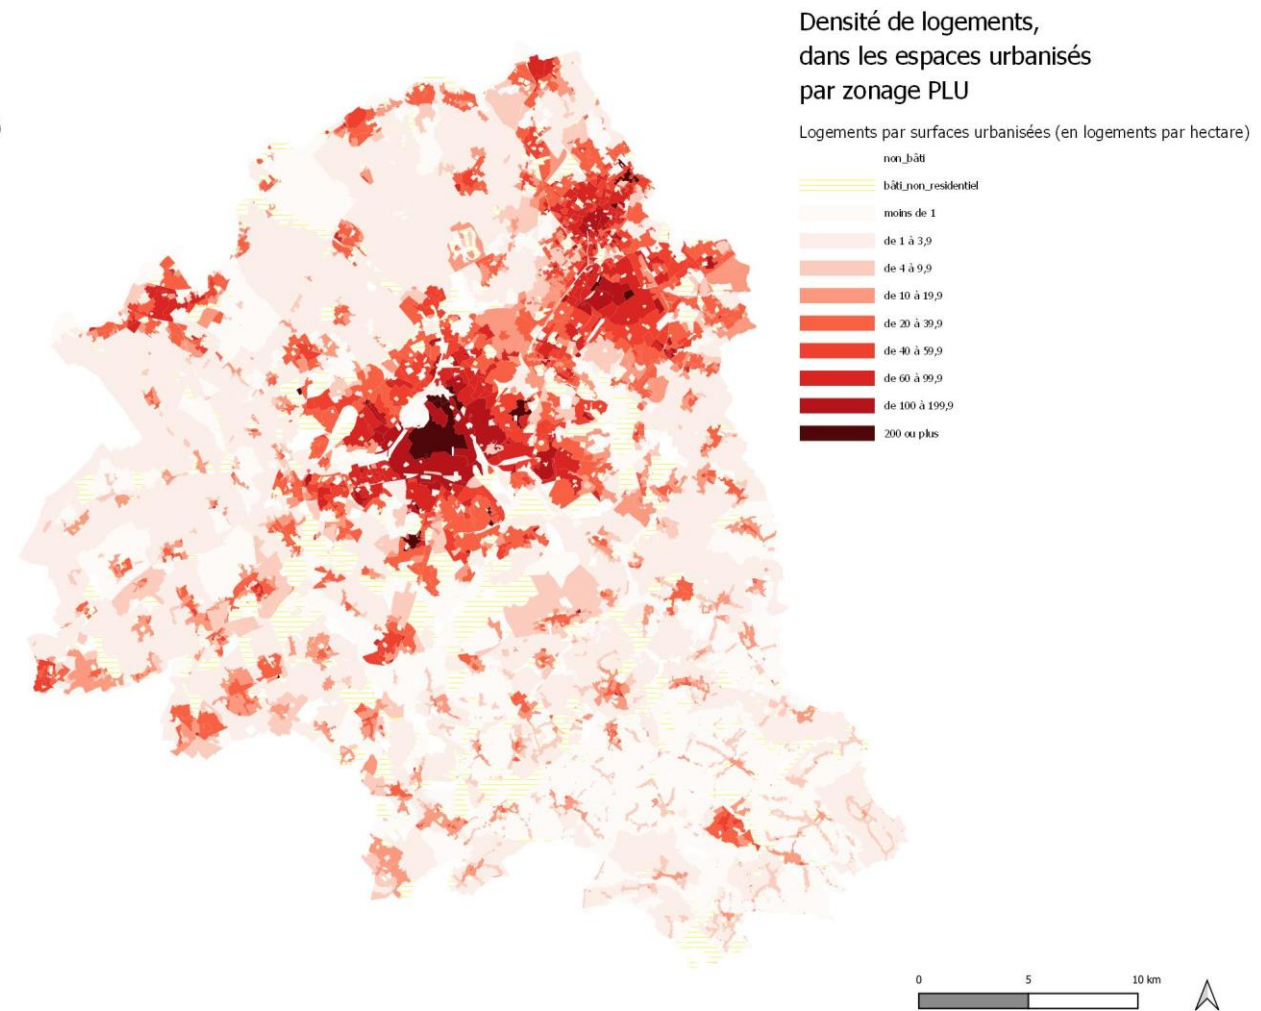 Densité de logements,
dans les espaces urbanisés
par zonage PLU
Logements par surfaces urbanisées (en logements par hectare)
non_bâti
bâti_non_residentiel
moins de 1
de 1 à 3,9
de 4 à 9,9
de 10 à 19,9
de 20 à 39,9
de 40 à 59,9
de 60 à 99,9
de 100 à 199,9
200 ou plus
0 5 10 km